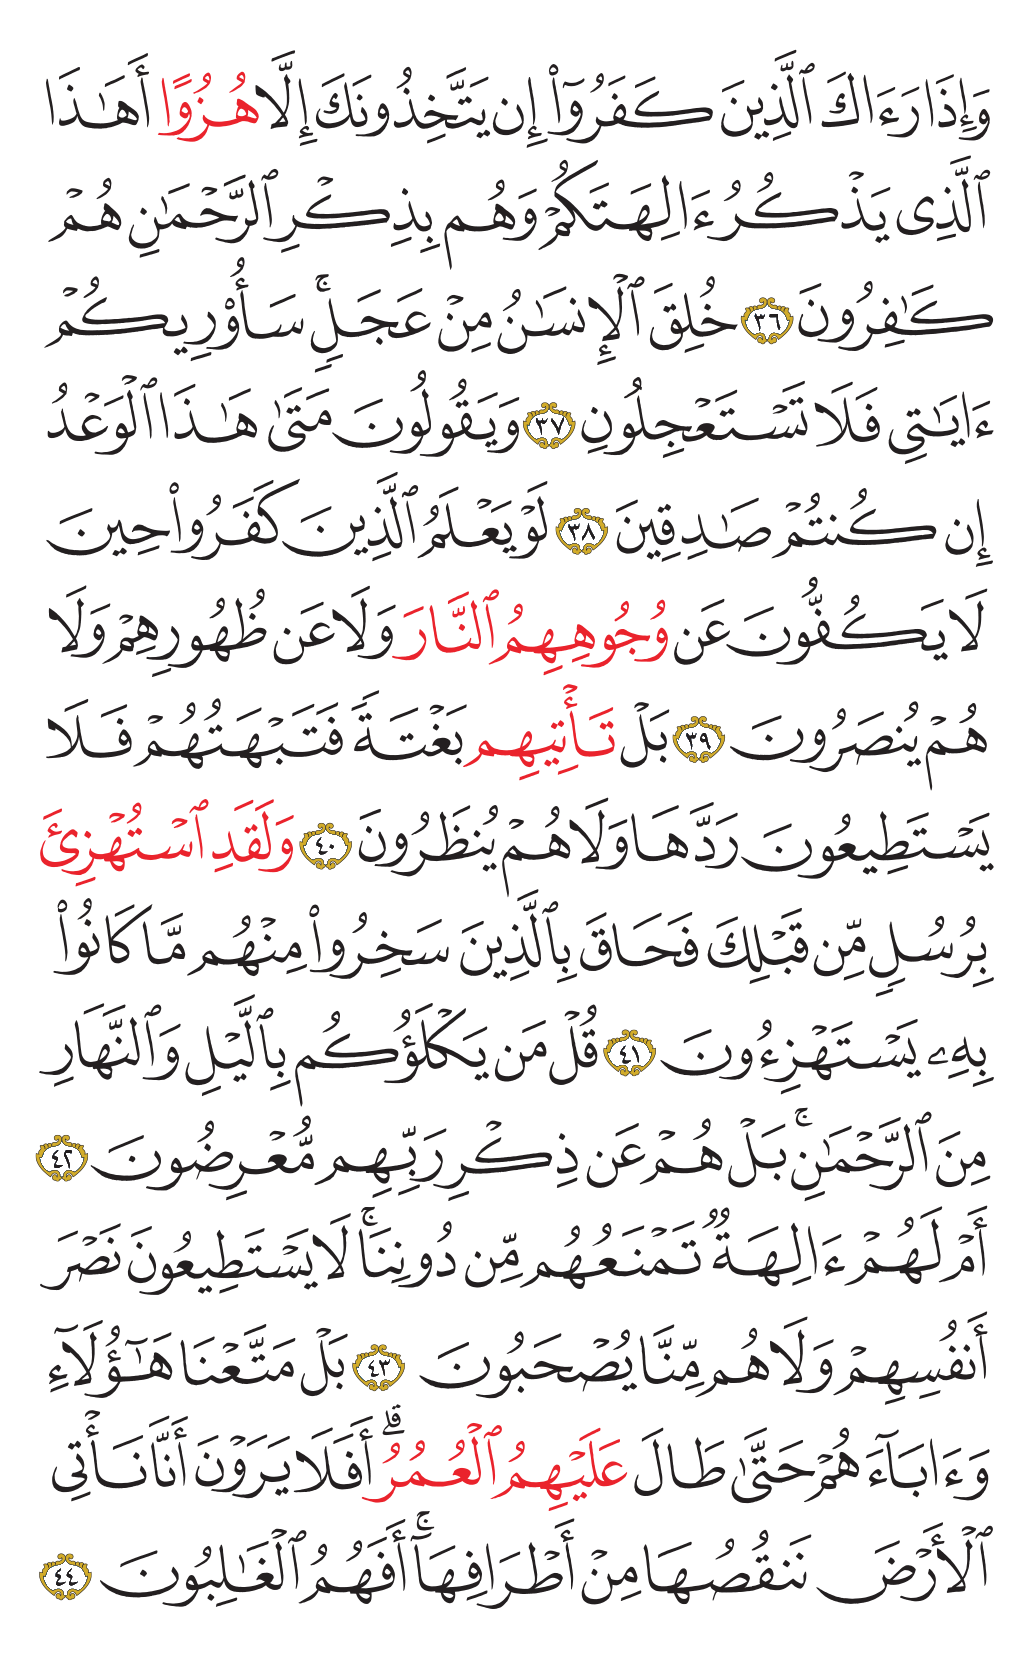 وَإِذَا رَءَاكَ ٱلَّذِينَ كَفَرُوٓاْ إِن يَتَّخِذُونَكَ إِلَّا هُزُوًا أَهَٰذَا
ٱلَّذِى يَذْكُرُ ءَالِهَتَكُمْ وَهُم بِذِكْرِ ٱلرَّحْمَٰنِ هُمْ
كَٰفِرُونَ ٣٦ خُلِقَ ٱلْإِنسَٰنُ مِنْ عَجَلٍۚ سَأُوْرِيكُمْ
ءَايَٰتِى فَلَا تَسْتَعْجِلُونِ ٣٧ وَيَقُولُونَ مَتَىٰ هَٰذَا ٱلْوَعْدُ
إِن كُنتُمْ صَٰدِقِينَ ٣٨ لَوْ يَعْلَمُ ٱلَّذِينَ كَفَرُواْ حِينَ
لَا يَكُفُّونَ عَن وُجُوهِهِمُ ٱلنَّارَ وَلَا عَن ظُهُورِهِمْ وَلَا
هُمْ يُنصَرُونَ ٣٩ بَلْ تَأْتِيهِم بَغْتَةً فَتَبْهَتُهُمْ فَلَا
يَسْتَطِيعُونَ رَدَّهَا وَلَا هُمْ يُنظَرُونَ ٤٠ وَلَقَدِ ٱسْتُهْزِئَ
بِرُسُلٍ مِّن قَبْلِكَ فَحَاقَ بِٱلَّذِينَ سَخِرُواْ مِنْهُم مَّا كَانُواْ
بِهِۦ يَسْتَهْزِءُونَ ٤١ قُلْ مَن يَكْلَؤُكُم بِٱلَّيْلِ وَٱلنَّهَارِ
مِنَ ٱلرَّحْمَٰنِۚ بَلْ هُمْ عَن ذِكْرِ رَبِّهِم مُّعْرِضُونَ ٤٢
أَمْ لَهُمْ ءَالِهَةٌ تَمْنَعُهُم مِّن دُونِنَاۚ لَا يَسْتَطِيعُونَ نَصْرَ
أَنفُسِهِمْ وَلَا هُم مِّنَّا يُصْحَبُونَ ٤٣ بَلْ مَتَّعْنَا هَٰٓؤُلَآءِ
وَءَابَآءَهُمْ حَتَّىٰ طَالَ عَلَيْهِمُ ٱلْعُمُرُۗ أَفَلَا يَرَوْنَ أَنَّا نَأْتِى
ٱلْأَرْضَ نَنقُصُهَا مِنْ أَطْرَافِهَآۚ أَفَهُمُ ٱلْغَٰلِبُونَ ٤٤